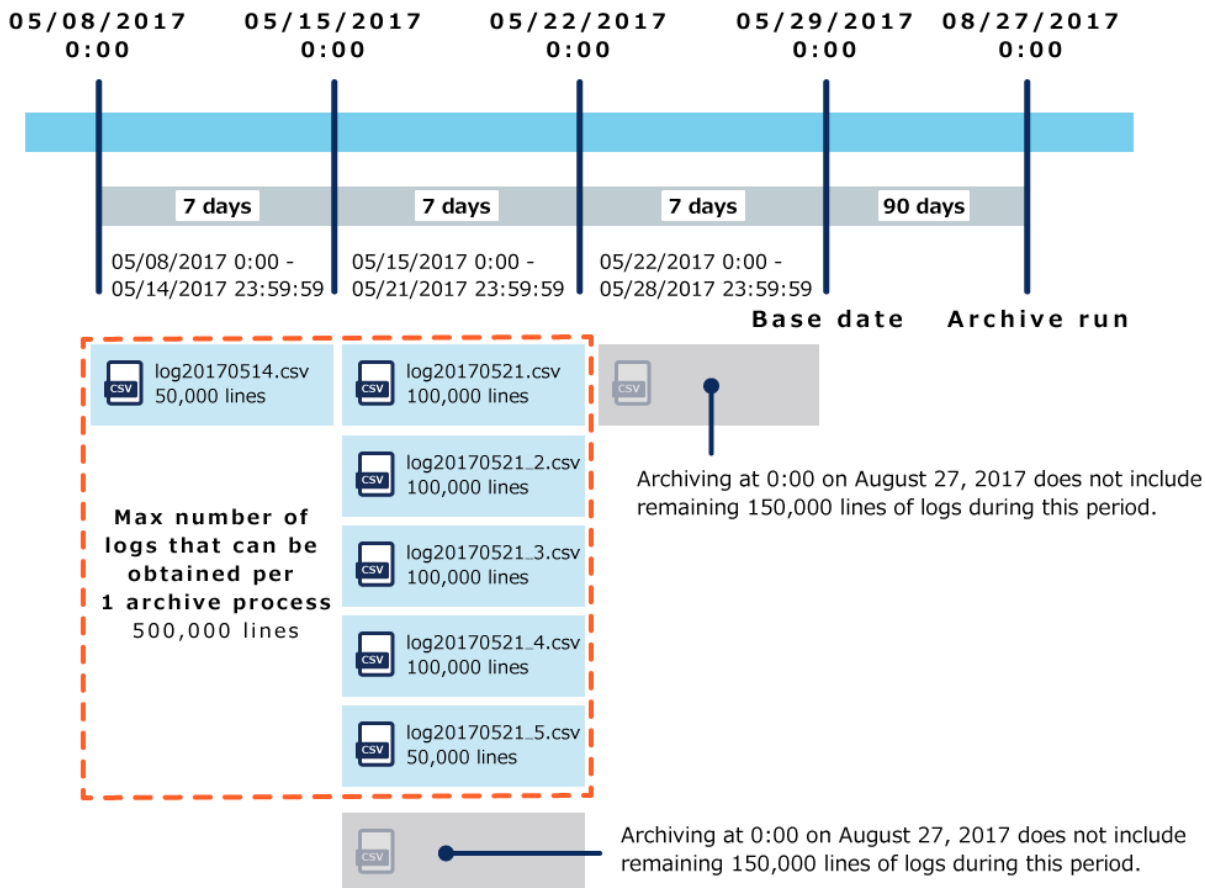 05/08/2017 05/15/2017 05/22/2017 05/29/2017 08/27/2017
0:00 0:00 0:00 0:00 0:00
7 days 7 days 7 days 90 days
05/08/2017 0:00 -
05/14/2017 23:59:59
05/15/2017 0:00 -
05/21/2017 23:59:59
05/22/2017 0:00 -
05/28/2017 23:59:59
Base date Archive run
CSV
log20170514.csv
50,000 lines
CSV
log20170521.csv
100,000 lines
CSV
CSV
log20170521_2.csv
100,000 lines
Archiving at 0:00 on August 27, 2017 does not include
remaining 150,000 lines of logs during this period.
Max number of
logs that can be
obtained per
1 archive process
500,000 lines
CSV
log20170521_3.csv
100,000 lines
CSV
log20170521_4.csv
100,000 lines
CSV
log20170521_5.csv
50,000 lines
CSV
Archiving at 0:00 on August 27, 2017 does not include
remaining 150,000 lines of logs during this period.